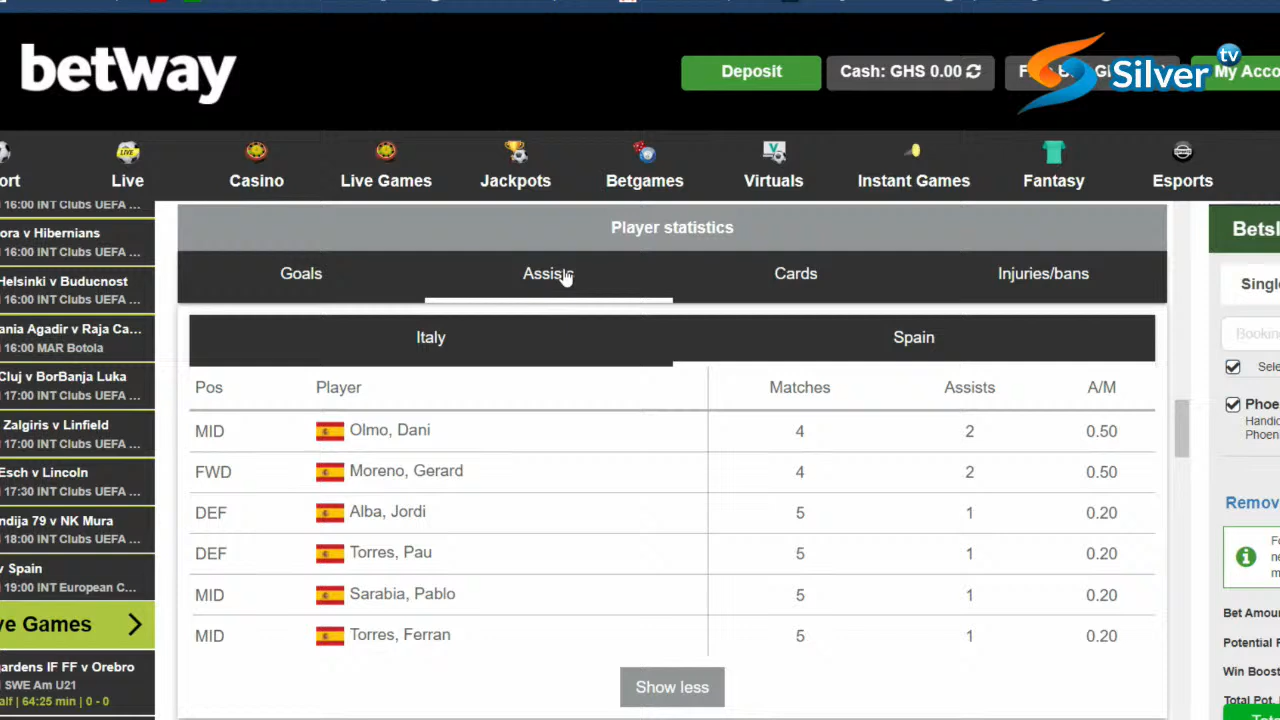 betway
Deposit
Cash: GHS 0.00
My Acco
Silver tv
ort
Live
Casino
Live Games
Jackpots
Betgames
Virtuals
Instant Games
Fantasy
Esports
16:00 INT Clubs UEFA ...
ora v Hibernians
16:00 INT Clubs UEFA ...
Helsinki v Buducnost
16:00 INT Clubs UEFA ...
ania Agadir v Raja Ca...
16:00 MAR Botola
Cluj v BorBanja Luka
17:00 INT Clubs UEFA ...
Zalgiris v Linfield
17:00 INT Clubs UEFA ...
Esch v Lincoln
17:30 INT Clubs UEFA ...
ndija 79 v NK Mura
18:00 INT Clubs UEFA ...
v Spain
19:00 INT European C...
ve Games
jardens IF FF v Orebro
SWE Am U21
alf | 64:25 min | 0 - 0
Player statistics
Goals
Assists
Cards
Injuries/bans
Italy
Spain
Pos Player Matches Assists A/M
MID Olmo, Dani 4 2 0.50
FWD Moreno, Gerard 4 2 0.50
DEF Alba, Jordi 5 1 0.20
DEF Torres, Pau 5 1 0.20
MID Sarabia, Pablo 5 1 0.20
MID Torres, Ferran 5 1 0.20
Show less
Betsl
Single
Booking
Sele
Phoe
Handic
Phoen
Remov
Fo
ne
m
Bet Amoun
Potential R
Win Boost
Total Pot.